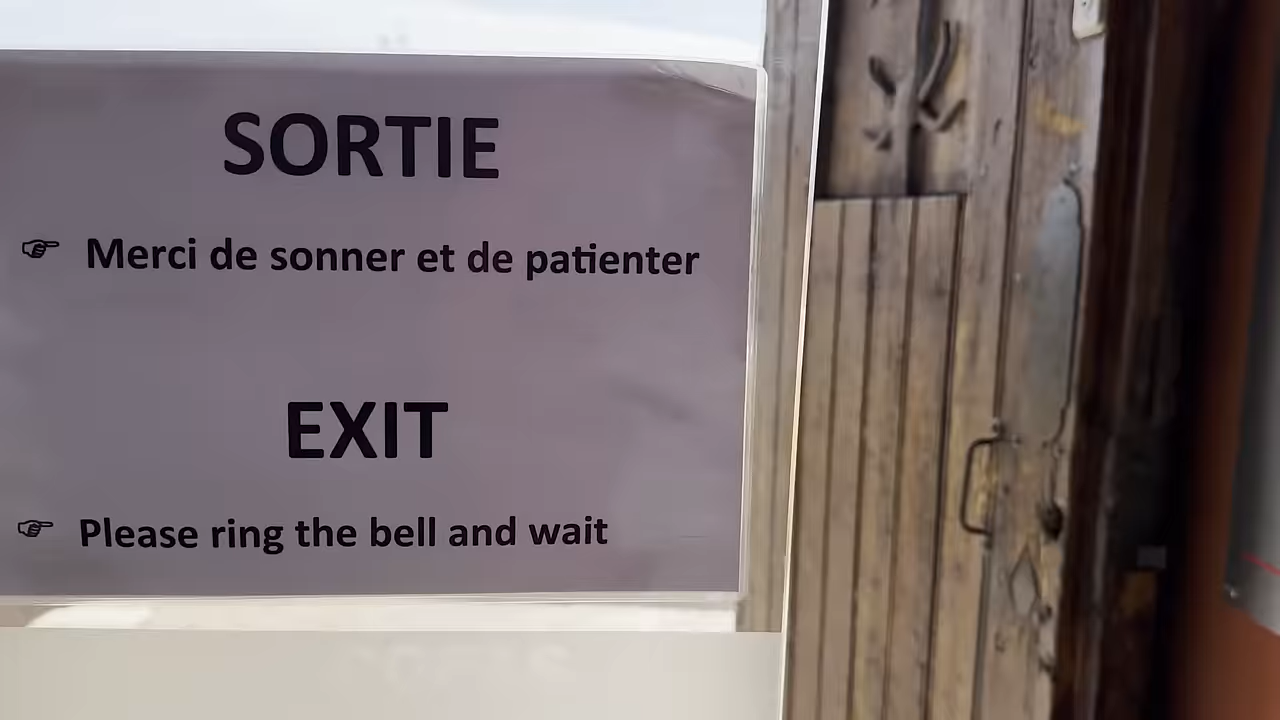 SORTIE
☞ Merci de sonner et de patienter
EXIT
☞ Please ring the bell and wait